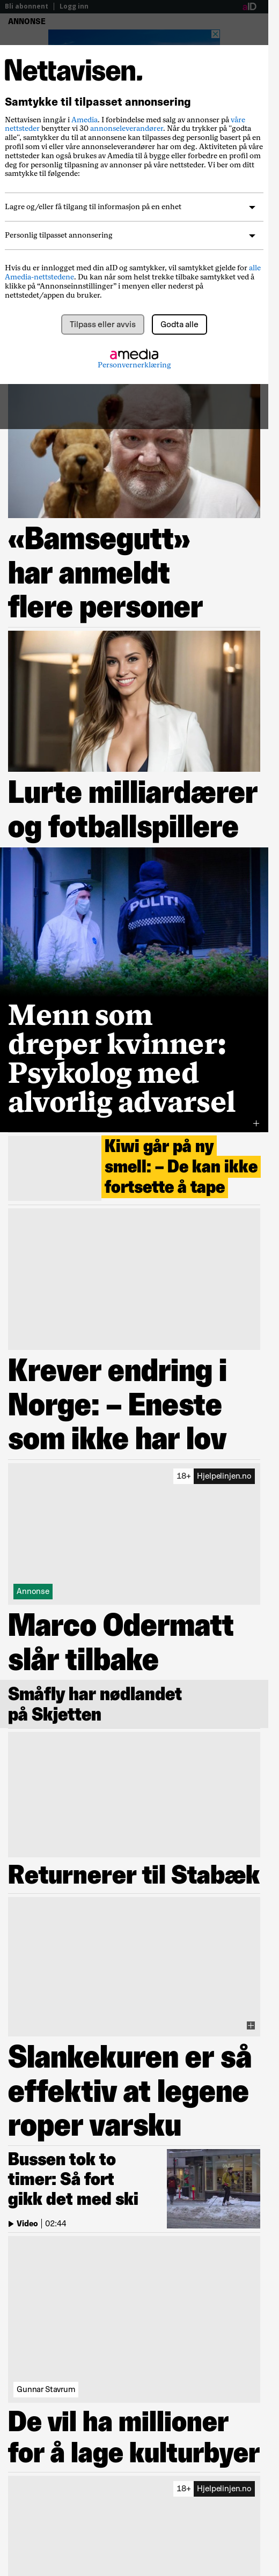 Bli abonnent | Logg inn
aID
ANNONSE
Nettavisen.
Samtykke til tilpasset annonsering
Nettavisen inngår i Amedia. I forbindelse med salg av annonser på våre
nettsteder benytter vi 30 annonseleverandører. Når du trykker på "godta
alle", samtykker du til at annonsene kan tilpasses deg personlig basert på en
profil som vi eller våre annonseleverandører har om deg. Aktiviteten på våre
nettsteder kan også brukes av Amedia til å bygge eller forbedre en profil om
deg for personlig tilpasning av annonser på våre nettsteder. Vi ber om ditt
samtykke til følgende:
Lagre og/eller få tilgang til informasjon på en enhet
Personlig tilpasset annonsering
Hvis du er innlogget med din aID og samtykker, vil samtykket gjelde for alle
Amedia-nettstedene. Du kan når som helst trekke tilbake samtykket ved å
klikke på “Annonseinnstillinger” i menyen eller nederst på
nettstedet/appen du bruker.
Tilpass eller avvis
Godta alle
amedia
Personvernerklæring
«Bamsegutt»
har anmeldt
flere personer
Lurte milliardærer
og fotballspillere
POLITI
Menn som
dreper kvinner:
Psykolog med
alvorlig advarsel
Kiwi går på ny
smell: – De kan ikke
fortsette å tape
Krever endring i
Norge: – Eneste
som ikke har lov
18+ Hjelpelinjen.no
Annonse
Marco Odermatt
slår tilbake
Småfly har nødlandet
på Skjetten
Returnerer til Stabæk
Slankekuren er så
effektiv at legene
roper varsku
Bussen tok to
timer: Så fort
gikk det med ski
Video | 02:44
Gunnar Stavrum
De vil ha millioner
for å lage kulturbyer
18+ Hjelpelinjen.no